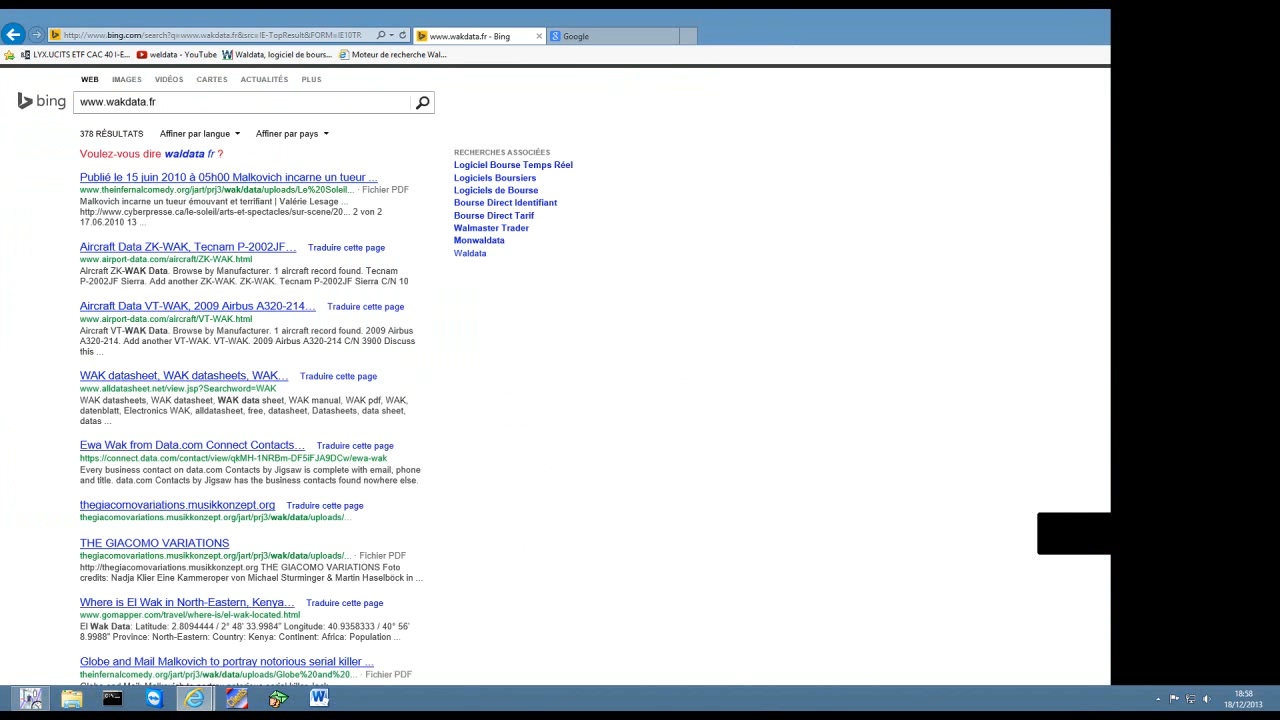 http://www.bing.com/search?q=www.wakdata.fr&src=IE-TopResult&FORM=IE10TR
www.wakdata.fr - Bing
Google
LYX.UCITS ETF CAC 40 I-E...
weldata - YouTube
Waldata, logiciel de bours...
Moteur de recherche Wal...
WEB IMAGES VIDÉOS CARTES ACTUALITÉS PLUS
bing
www.wakdata.fr
378 RÉSULTATS Affiner par langue Affiner par pays
Voulez-vous dire waldata fr ?
Publié le 15 juin 2010 à 05h00 Malkovich incarne un tueur ...
www.theinfernalcomedy.org/jart/prj3/wak/data/uploads/Le%20Soleil... · Fichier PDF
Malkovich incarne un tueur émouvant et terrifiant | Valérie Lesage ...
http://www.cyberpresse.ca/le-soleil/arts-et-spectacles/sur-scene/20... 2 von 2
17.06.2010 13 ...
Aircraft Data ZK-WAK, Tecnam P-2002JF... Traduire cette page
www.airport-data.com/aircraft/ZK-WAK.html
Aircraft ZK-WAK Data. Browse by Manufacturer. 1 aircraft record found. Tecnam
P-2002JF Sierra. Add another ZK-WAK. ZK-WAK. Tecnam P-2002JF Sierra C/N 10
Aircraft Data VT-WAK, 2009 Airbus A320-214... Traduire cette page
www.airport-data.com/aircraft/VT-WAK.html
Aircraft VT-WAK Data. Browse by Manufacturer. 1 aircraft record found. 2009 Airbus
A320-214. Add another VT-WAK. VT-WAK. 2009 Airbus A320-214 C/N 3900 Discuss
this ...
WAK datasheet, WAK datasheets, WAK... Traduire cette page
www.alldatasheet.net/view.jsp?Searchword=WAK
WAK datasheets, WAK datasheet, WAK data sheet, WAK manual, WAK pdf, WAK,
datenblatt, Electronics WAK, alldatasheet, free, datasheet, Datasheets, data sheet,
datas ...
Ewa Wak from Data.com Connect Contacts... Traduire cette page
https://connect.data.com/contact/view/qkMH-1NRBm-DF5iFJA9DCw/ewa-wak
Every business contact on data.com Contacts by Jigsaw is complete with email, phone
and title. data.com Contacts by Jigsaw has the business contacts found nowhere else.
thegiacomovariations.musikkonzept.org Traduire cette page
thegiacomovariations.musikkonzept.org/jart/prj3/wak/data/uploads/...
THE GIACOMO VARIATIONS
thegiacomovariations.musikkonzept.org/jart/prj3/wak/data/uploads/... · Fichier PDF
http://www.musikkonzept.org THE GIACOMO VARIATIONS Foto
credits: Nadja Klier Eine Kammeroper von Michael Sturminger & Martin Haselböck in ...
Where is El Wak in North-Eastern, Kenya... Traduire cette page
www.gomapper.com/travel/where-is/el-wak-located.html
El Wak Data: Latitude: 2.8094444 / 2° 48' 33.9984" Longitude: 40.9358333 / 40° 56'
8.9988" Province: North-Eastern: Country: Kenya: Continent: Africa: Population ...
Globe and Mail Malkovich to portray notorious serial killer ...
theinfernalcomedy.org/jart/prj3/wak/data/uploads/Globe%20and%20... · Fichier PDF
RECHERCHES ASSOCIÉES
Logiciel Bourse Temps Réel
Logiciels Boursiers
Logiciels de Bourse
Bourse Direct Identifiant
Bourse Direct Tarif
Walmaster Trader
Monwaldata
Waldata
18:58
18/12/2013